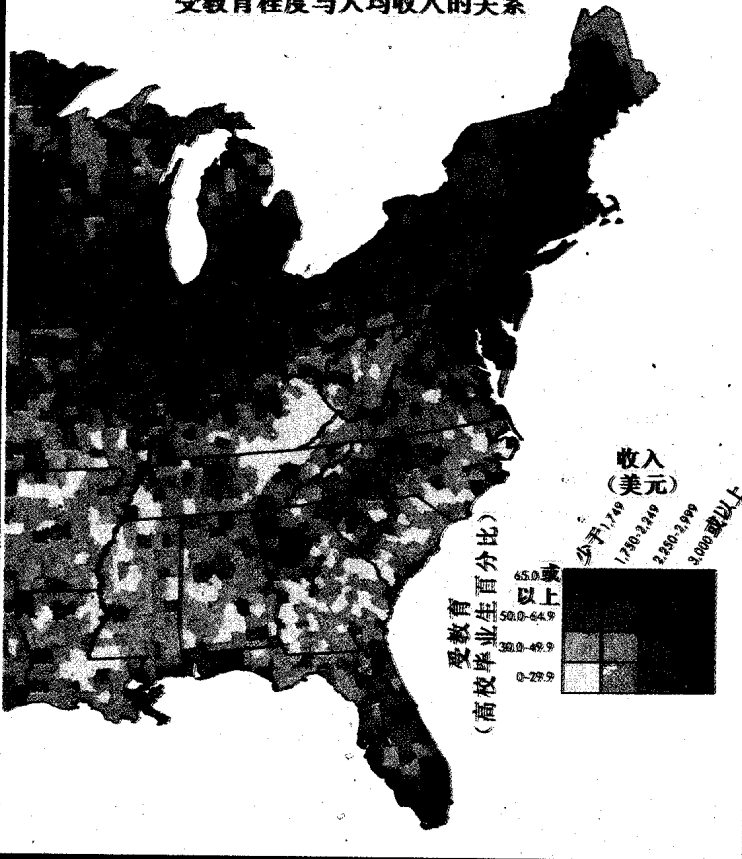 受教育程度与人均收入的关系
收入
（美元）
少于1,749
1,750-2,249
2,250-2,999
3,000或以上
受教育
（高校毕业生百分比）
65.0或
以上
50.0-64.9
30.0-49.9
0-29.9